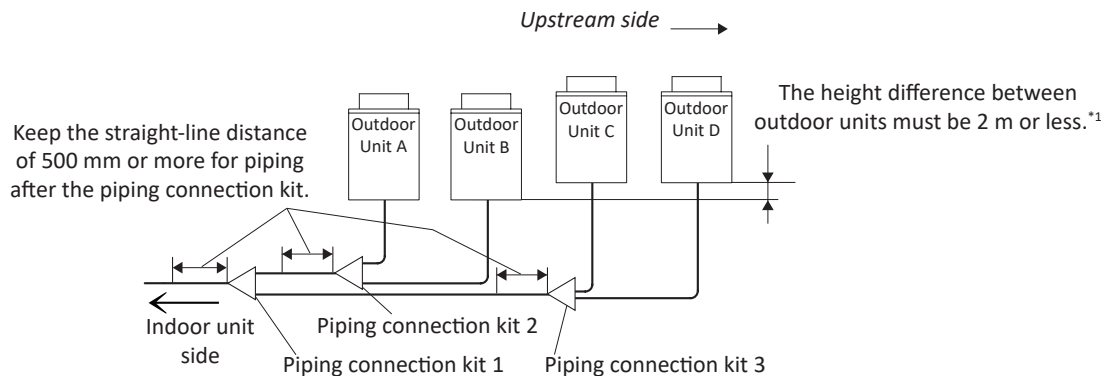 Upstream side
Keep the straight-line distance
of 500 mm or more for piping
after the piping connection kit.
Outdoor
Unit A
Outdoor
Unit B
Outdoor
Unit C
Outdoor
Unit D
The height difference between
outdoor units must be 2 m or less.*1
Indoor unit
side
Piping connection kit 2
Piping connection kit 1
Piping connection kit 3